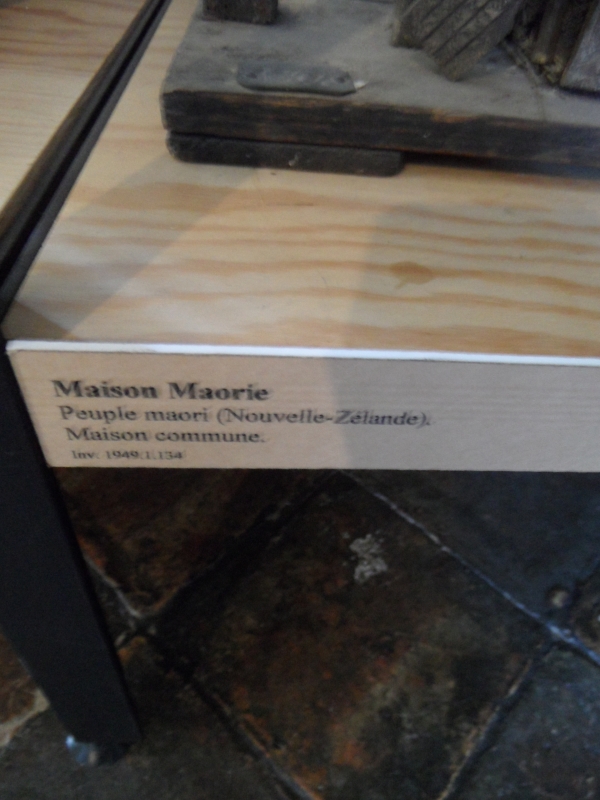 Maison Maorie
Peuple maori (Nouvelle-Zélande).
Maison commune.
Inv: 1949.1.134